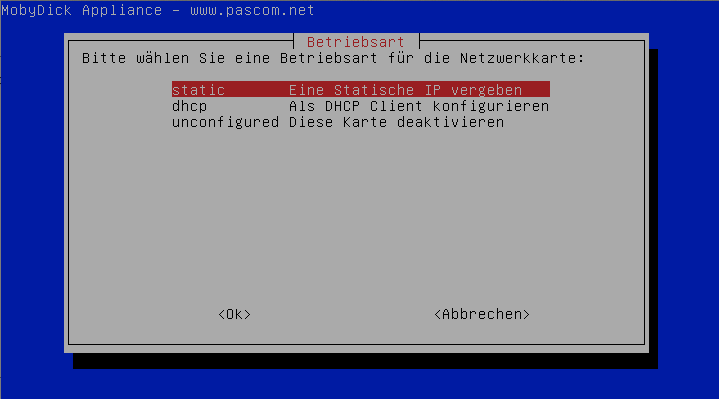 MobyDick Appliance - www.pascom.net
Betriebsart
Bitte wählen Sie eine Betriebsart für die Netzwerkkarte:
static Eine Statische IP vergeben
dhcp Als DHCP Client konfigurieren
unconfigured Diese Karte deaktivieren
<Ok> <Abbrechen>